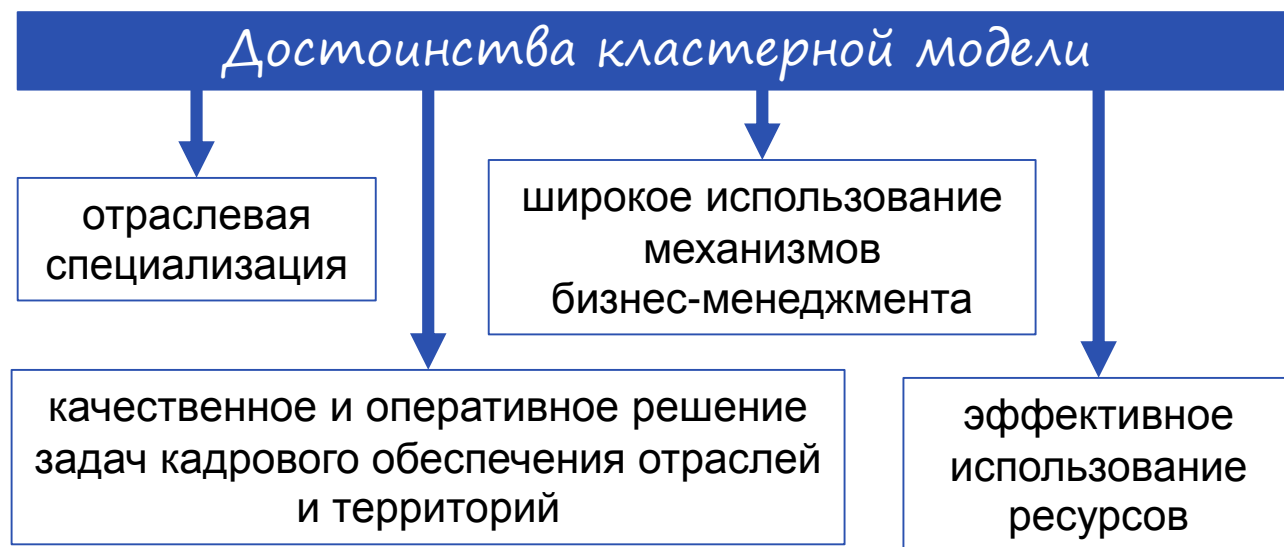 Достоинства кластерной модели
отраслевая
специализация
широкое использование
механизмов
бизнес-менеджмента
качественное и оперативное решение
задач кадрового обеспечения отраслей
и территорий
эффективное
использование
ресурсов